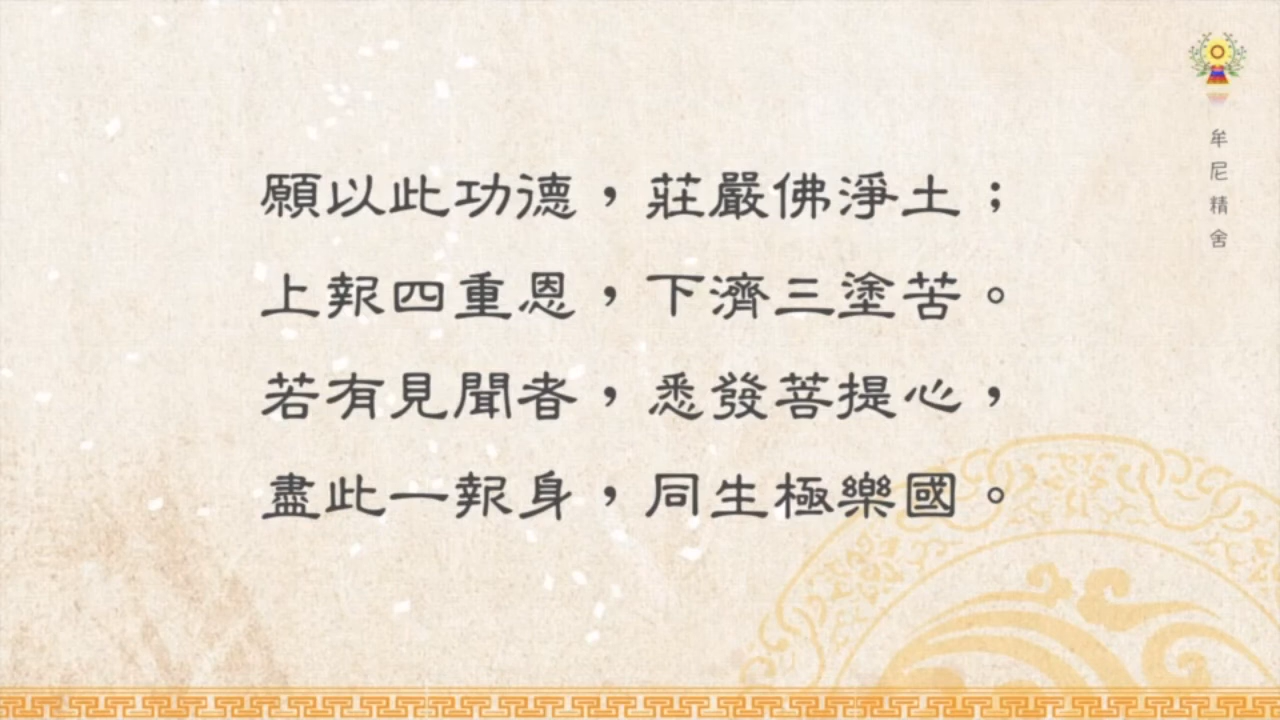 願以此功德，莊嚴佛淨土；
上報四重恩，下濟三塗苦。
若有見聞者，悉發菩提心，
盡此一報身，同生極樂國。
牟尼精舍